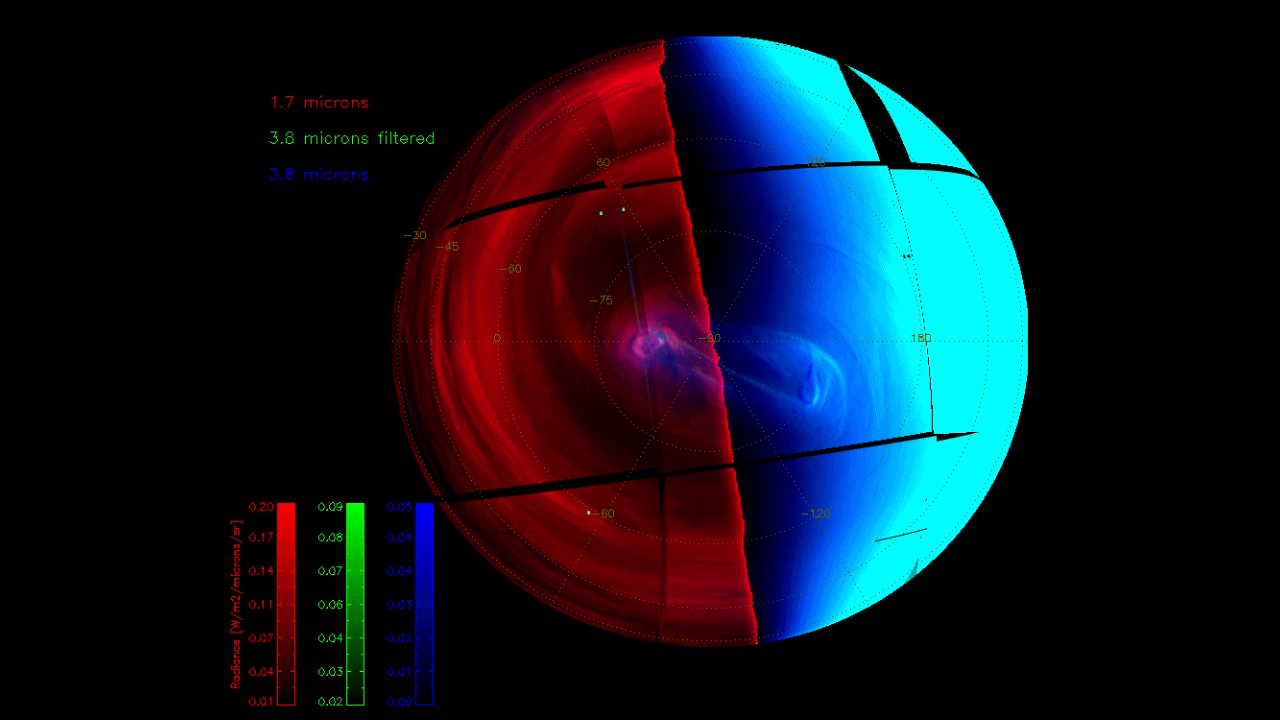 1.7 microns
3.8 microns filtered
3.8 microns
60
120
-30
-45
-60
-75
0
-90
180
-60
-120
Radiance [W/m2/microns/sr]
0.20 0.09 0.05
0.17 0.08 0.04
0.14 0.07 0.04
0.11 0.06 0.03
0.07 0.04 0.02
0.04 0.03 0.01
0.01 0.02 0.00